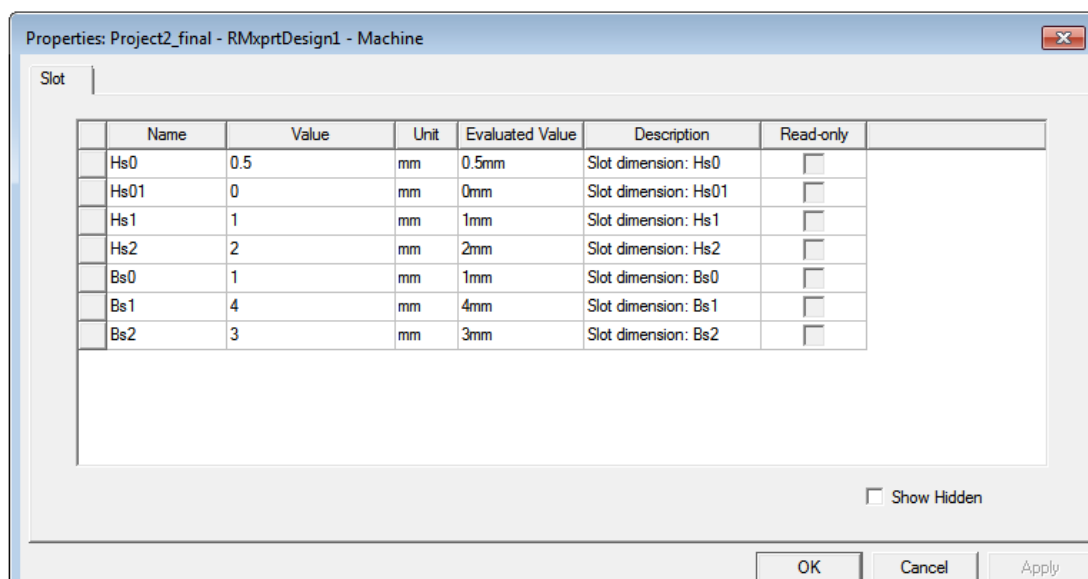 Properties: Project2_final - RMxprtDesign1 - Machine
Slot
Name Value Unit Evaluated Value Description Read-only
Hs0 0.5 mm 0.5mm Slot dimension: Hs0
Hs01 0 mm 0mm Slot dimension: Hs01
Hs1 1 mm 1mm Slot dimension: Hs1
Hs2 2 mm 2mm Slot dimension: Hs2
Bs0 1 mm 1mm Slot dimension: Bs0
Bs1 4 mm 4mm Slot dimension: Bs1
Bs2 3 mm 3mm Slot dimension: Bs2
Show Hidden
OK Cancel Apply